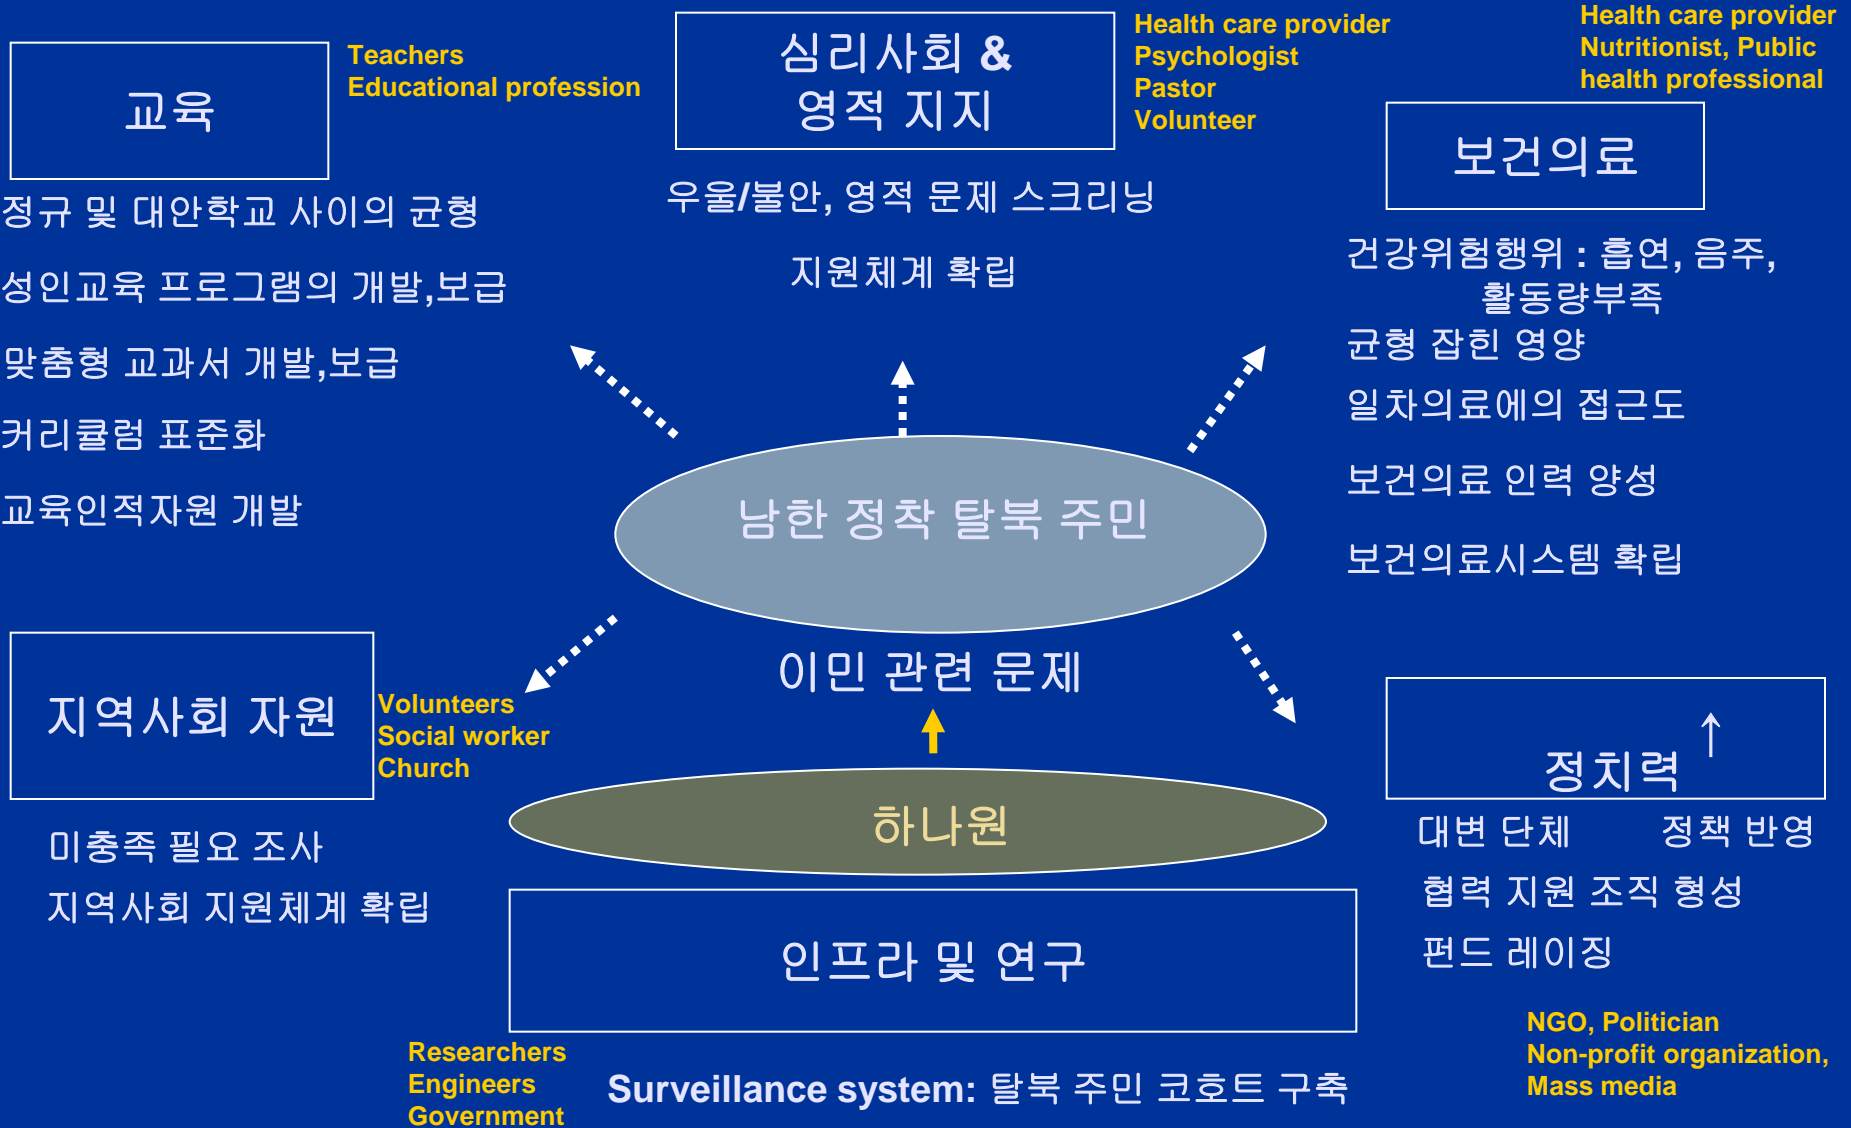 교육
Teachers
Educational profession
정규 및 대안학교 사이의 균형
성인교육 프로그램의 개발,보급
맞춤형 교과서 개발,보급
커리큘럼 표준화
교육인적자원 개발
심리사회 &
영적 지지
Health care provider
Psychologist
Pastor
Volunteer
우울/불안, 영적 문제 스크리닝
지원체계 확립
Health care provider
Nutritionist, Public
health professional
보건의료
건강위험행위 : 흡연, 음주,
활동량부족
균형 잡힌 영양
일차의료에의 접근도
보건의료 인력 양성
보건의료시스템 확립
남한 정착 탈북 주민
이민 관련 문제
하나원
지역사회 자원
Volunteers
Social worker
Church
미충족 필요 조사
지역사회 지원체계 확립
정치력 ↑
대변 단체 정책 반영
협력 지원 조직 형성
펀드 레이징
NGO, Politician
Non-profit organization,
Mass media
인프라 및 연구
Researchers
Engineers
Government
Surveillance system: 탈북 주민 코호트 구축